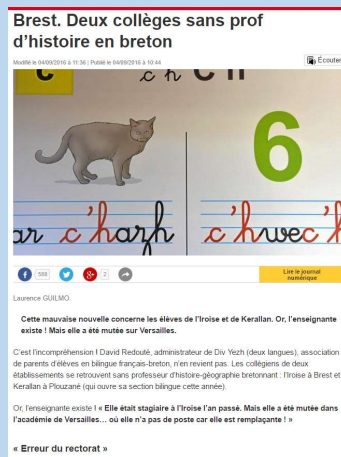 Brest. Deux collèges sans prof
d'histoire en breton
Modifié le 04/09/2016 à 11:36 | Publié le 04/09/2016 à 10:44
Écouter
c'h
6
ar c'hazh
c'hwec'h
588
2
Lire le journal
numérique
Laurence GUILMO.
Cette mauvaise nouvelle concerne les élèves de l'Iroise et de Kerallan. Or, l'enseignante
existe ! Mais elle a été mutée sur Versailles.
C'est l'incompréhension ! David Redouté, administrateur de Div Yezh (deux langues), association
de parents d'élèves en bilingue français-breton, n'en revient pas. Les collégiens de deux
établissements se retrouvent sans professeur d'histoire-géographie bretonnant : l'Iroise à Brest et
Kerallan à Plouzané (qui ouvre sa section bilingue cette année).
Or, l'enseignante existe ! « Elle était stagiaire à l'Iroise l'an passé. Mais elle a été mutée dans
l'académie de Versailles… où elle n'a pas de poste car elle est remplaçante ! »
« Erreur du rectorat »